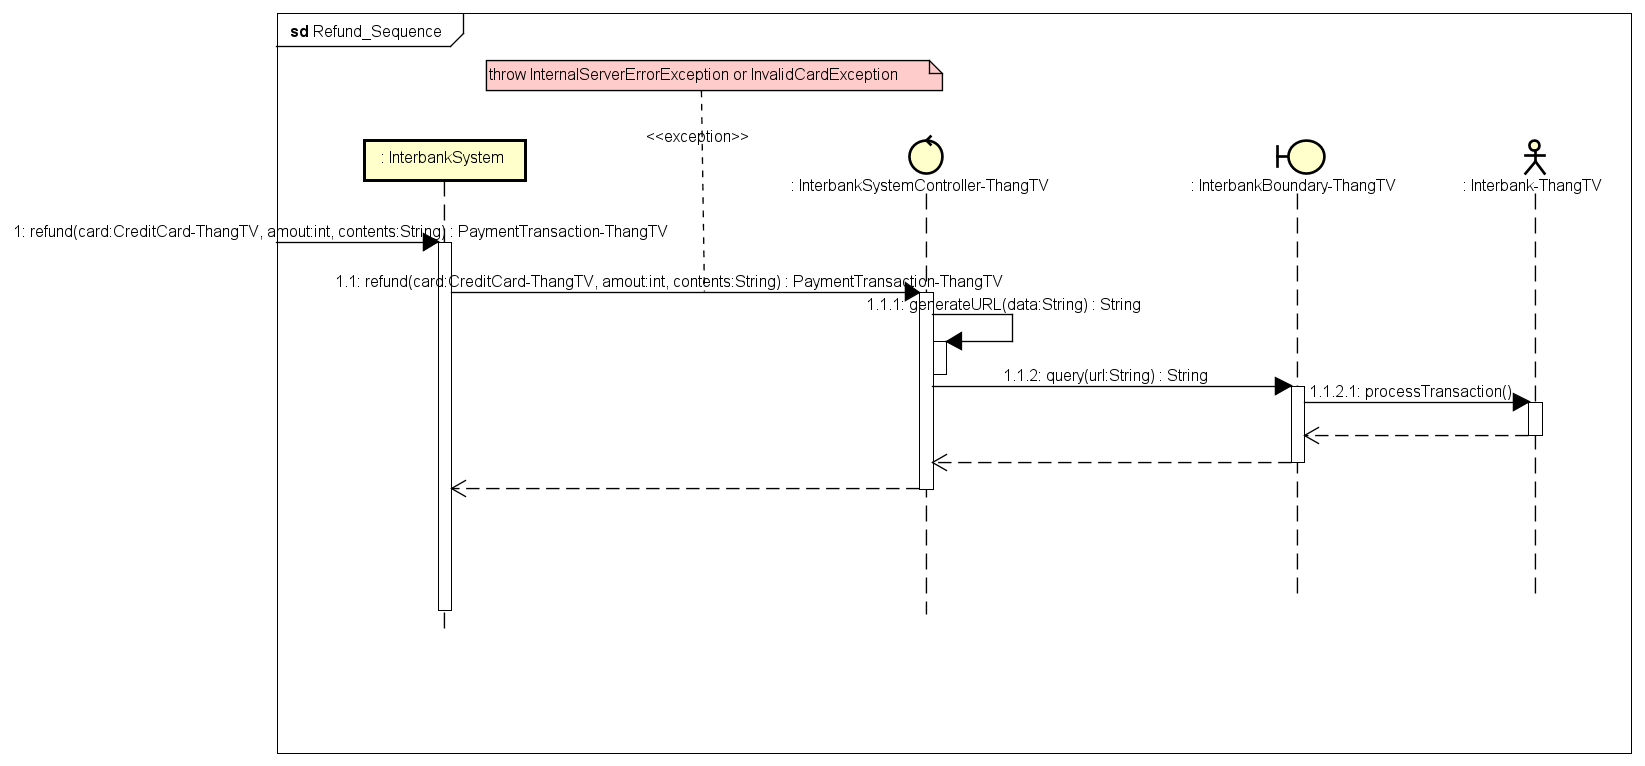 sd Refund_Sequence
throw InternalServerErrorException or InvalidCardException
<<exception>>
: InterbankSystem
: InterbankSystemController-ThangTV
: InterbankBoundary-ThangTV
: Interbank-ThangTV
1: refund(card:CreditCard-ThangTV, amout:int, contents:String) : PaymentTransaction-ThangTV
1.1: refund(card:CreditCard-ThangTV, amout:int, contents:String) : PaymentTransaction-ThangTV
1.1.1: generateURL(data:String) : String
1.1.2: query(url:String) : String
1.1.2.1: processTransaction()